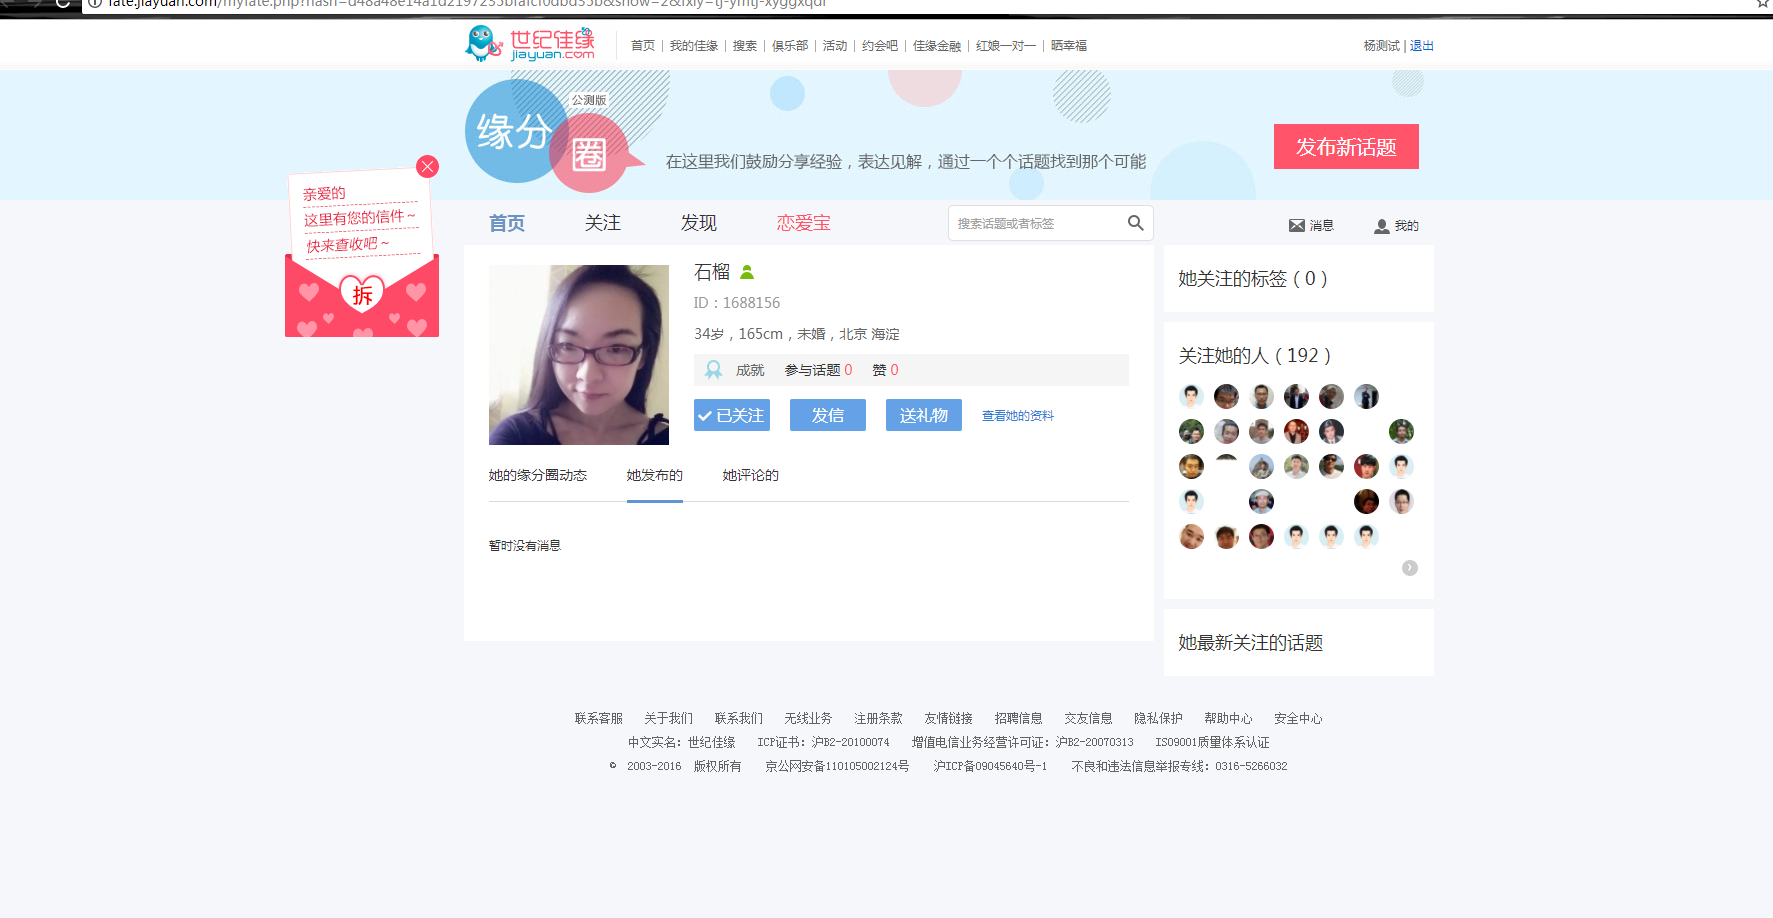 fate.jiayuan.com/myfate.php?hash=
世纪佳缘
jiayuan.com
首页 | 我的佳缘 | 搜索 | 俱乐部 | 活动 | 约会吧 | 佳缘金融 | 红娘一对一 | 晒幸福
杨测试 | 退出
缘分
圈
公测版
在这里我们鼓励分享经验，表达见解，通过一个个话题找到那个可能
发布新话题
亲爱的
这里有您的信件~
快来查收吧~
拆
首页
关注
发现
恋爱宝
搜索话题或者标签
消息
我的
石榴
ID：1688156
34岁，165cm，未婚，北京 海淀
成就 参与话题 0 赞 0
已关注
发信
送礼物
查看她的资料
她的缘分圈动态
她发布的
她评论的
暂时没有消息
她关注的标签（0）
关注她的人（192）
她最新关注的话题
联系客服 关于我们 联系我们 无线业务 注册条款 友情链接 招聘信息 交友信息 隐私保护 帮助中心 安全中心
中文实名：世纪佳缘 ICP证书：沪B2-20100074 增值电信业务经营许可证：沪B2-20070313 ISO9001质量体系认证
© 2003-2016 版权所有 京公网安备110105002124号 沪ICP备09045640号-1 不良和违法信息举报专线：0316-5266032